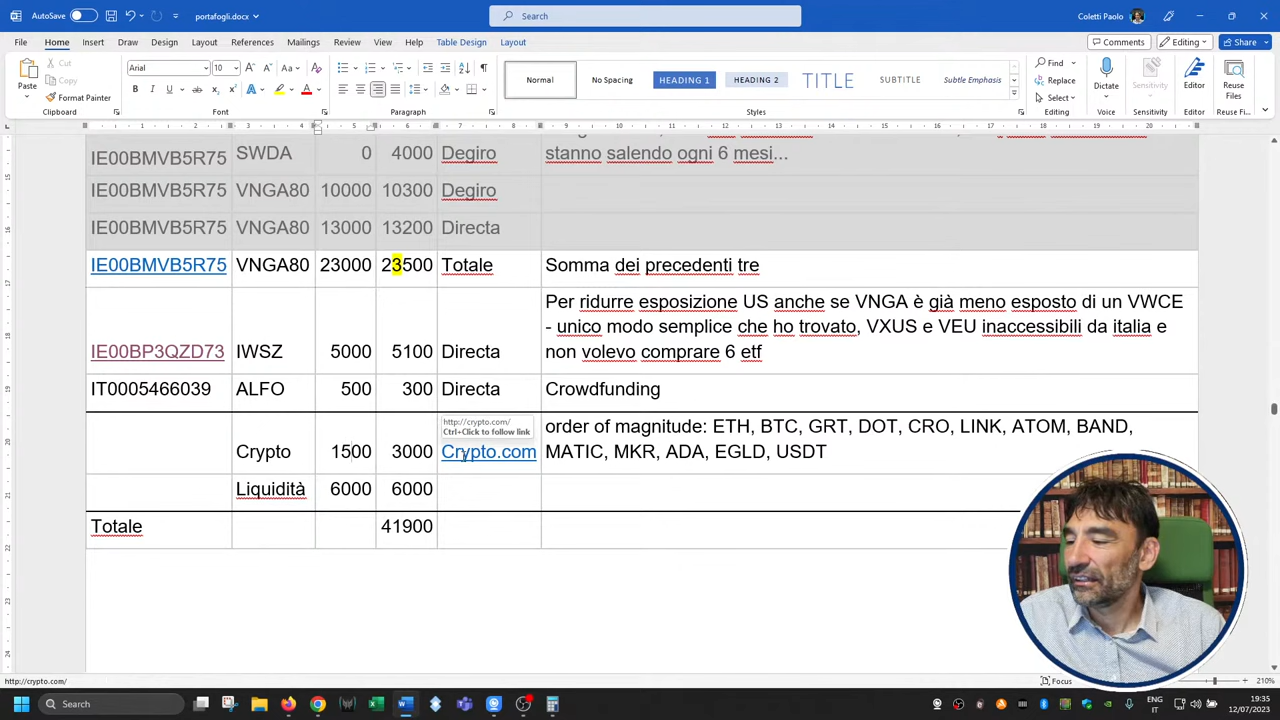 AutoSave
Off
portafogli.docx
Search
Coletti Paolo
File
Home
Insert
Draw
Design
Layout
References
Mailings
Review
View
Help
Table Design
Layout
Comments
Editing
Share
Paste
Cut
Copy
Format Painter
Clipboard
Arial
10
Font
Paragraph
Normal
No Spacing
HEADING 1
HEADING 2
TITLE
SUBTITLE
Subtle Emphasis
Styles
Find
Replace
Select
Editing
Dictate
Voice
Sensitivity
Sensitivity
Editor
Editor
Reuse
Files
Reuse Files
IE00BMVB5R75 SWDA 0 4000 Degiro stanno salendo ogni 6 mesi...
IE00BMVB5R75 VNGA80 10000 10300 Degiro
IE00BMVB5R75 VNGA80 13000 13200 Directa
IE00BMVB5R75 VNGA80 23000 23500 Totale Somma dei precedenti tre
Per ridurre esposizione US anche se VNGA è già meno esposto di un VWCE
- unico modo semplice che ho trovato, VXUS e VEU inaccessibili da italia e
IE00BP3QZD73 IWSZ 5000 5100 Directa non volevo comprare 6 etf
IT0005466039 ALFO 500 300 Directa Crowdfunding
http://crypto.com/
Ctrl+Click to follow link
order of magnitude: ETH, BTC, GRT, DOT, CRO, LINK, ATOM, BAND,
Crypto 1500 3000 Crypto.com MATIC, MKR, ADA, EGLD, USDT
Liquidità 6000 6000
Totale 41900
http://crypto.com/
Focus
210%
Search
ENG
IT
19:35
12/07/2023